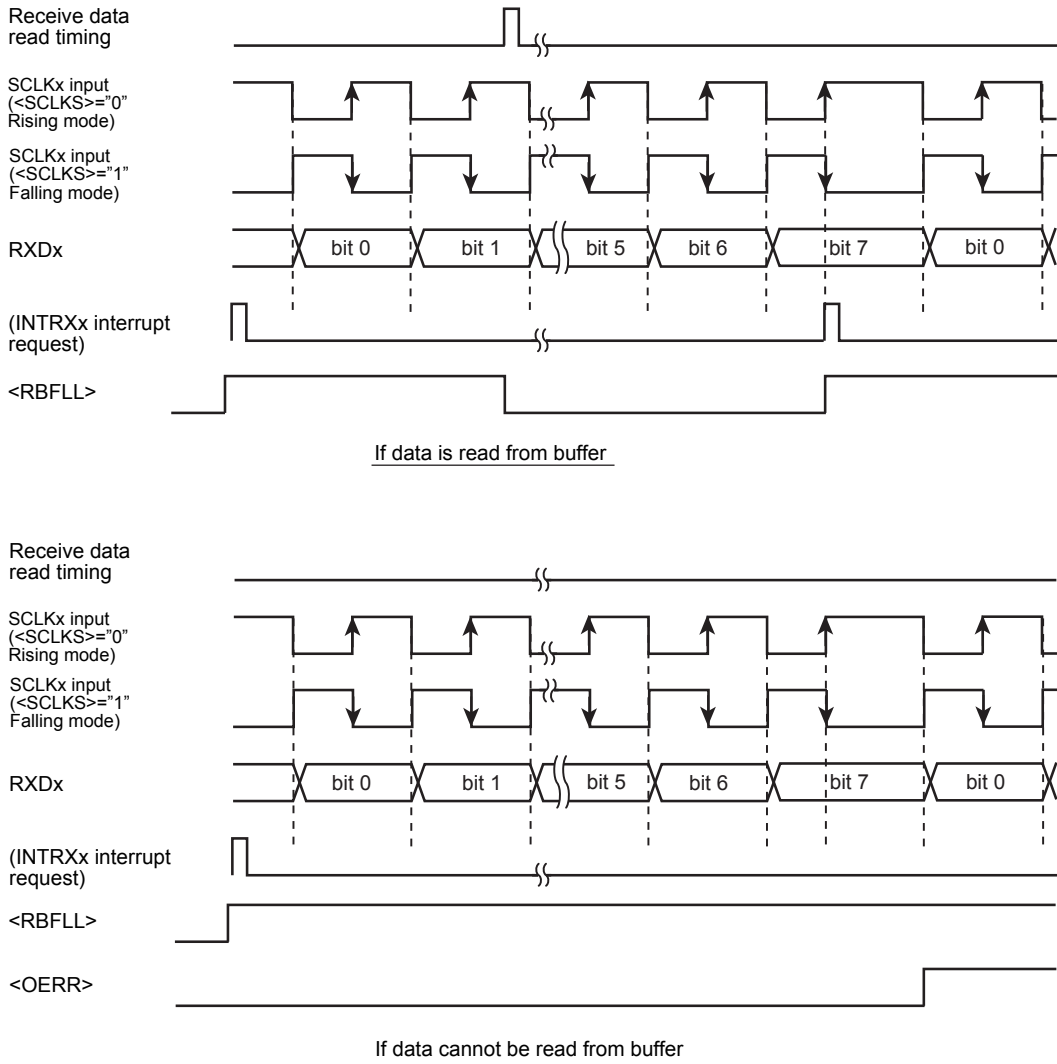 Receive data
read timing
SCLKx input
(<SCLKS>="0"
Rising mode)
SCLKx input
(<SCLKS>="1"
Falling mode)
RXDx
bit 0 bit 1 bit 5 bit 6 bit 7 bit 0
(INTRXx interrupt
request)
<RBFLL>
If data is read from buffer
Receive data
read timing
SCLKx input
(<SCLKS>="0"
Rising mode)
SCLKx input
(<SCLKS>="1"
Falling mode)
RXDx
bit 0 bit 1 bit 5 bit 6 bit 7 bit 0
(INTRXx interrupt
request)
<RBFLL>
<OERR>
If data cannot be read from buffer